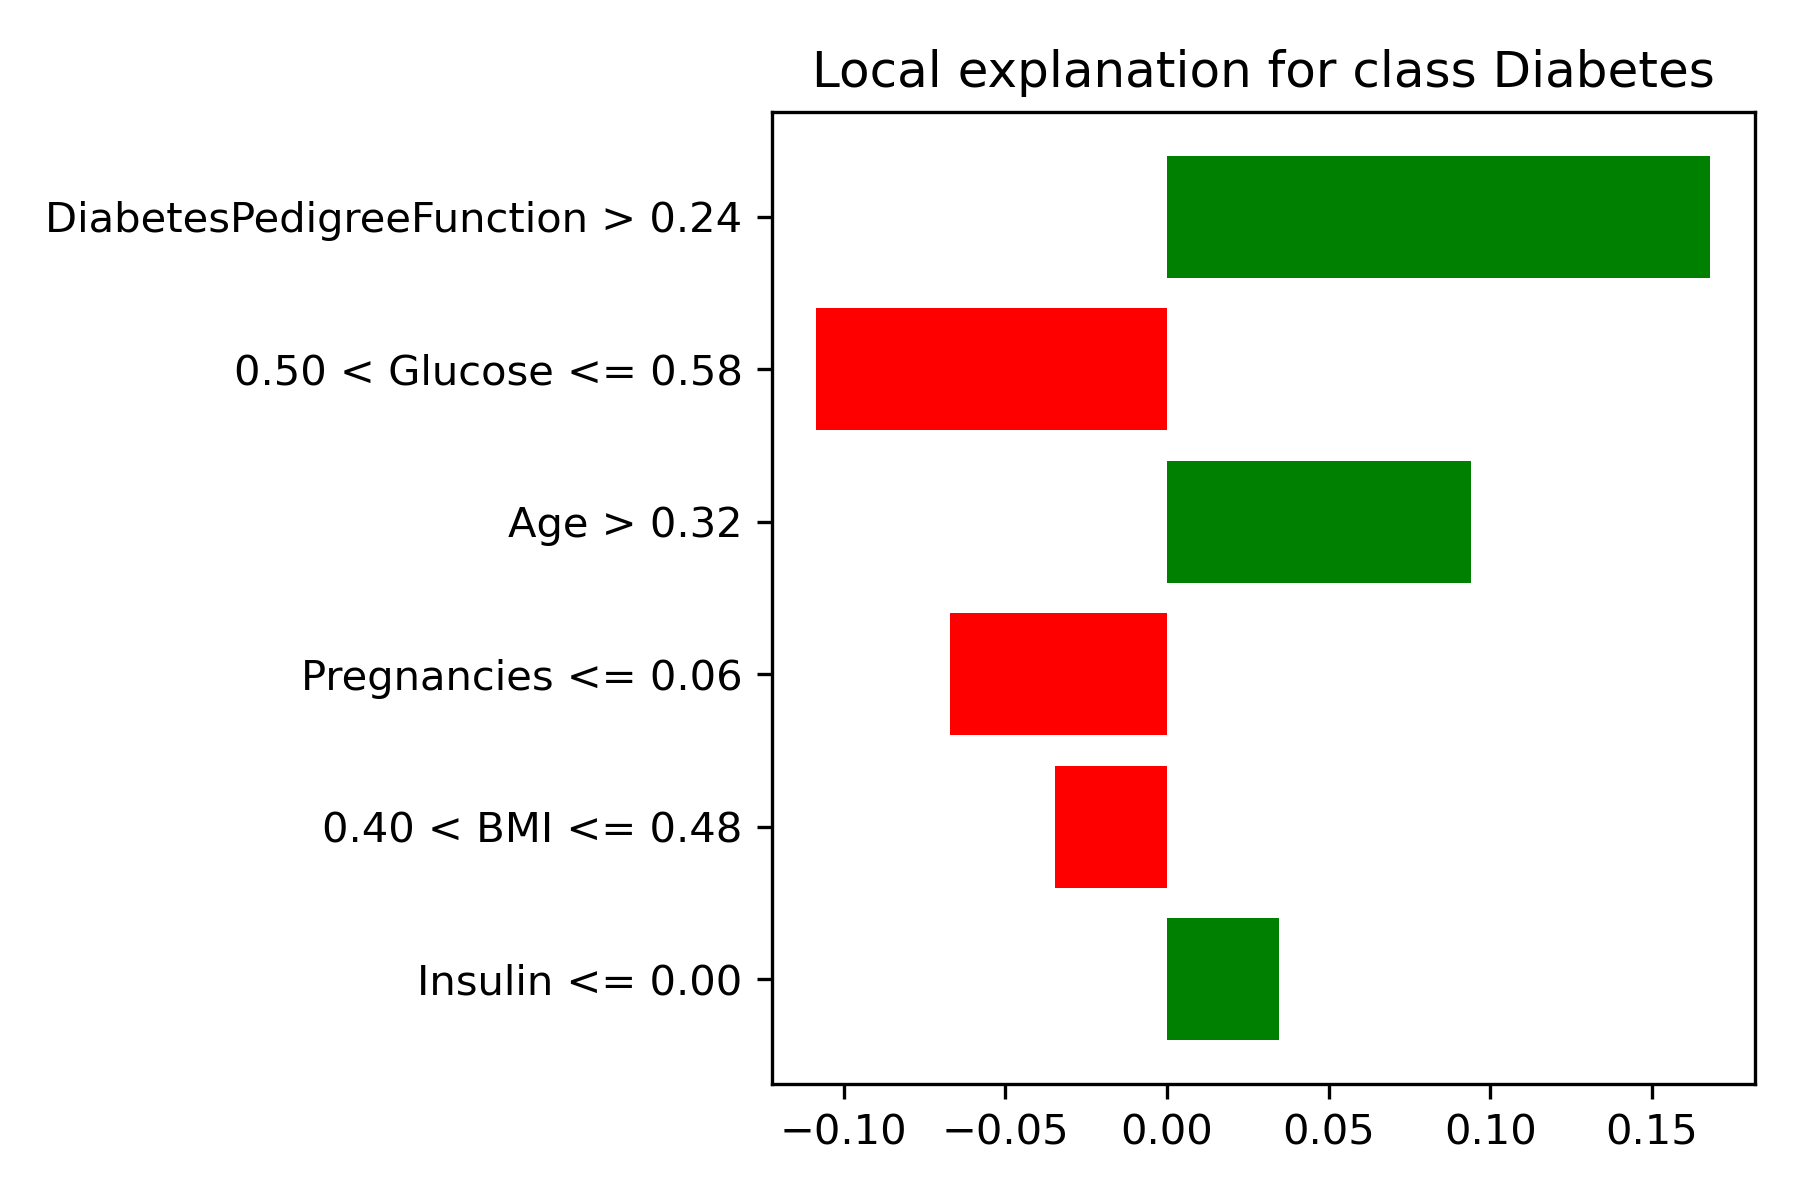 Local explanation for class Diabetes
DiabetesPedigreeFunction > 0.24
0.50 < Glucose <= 0.58
Age > 0.32
Pregnancies <= 0.06
0.40 < BMI <= 0.48
Insulin <= 0.00
−0.10 −0.05 0.00 0.05 0.10 0.15